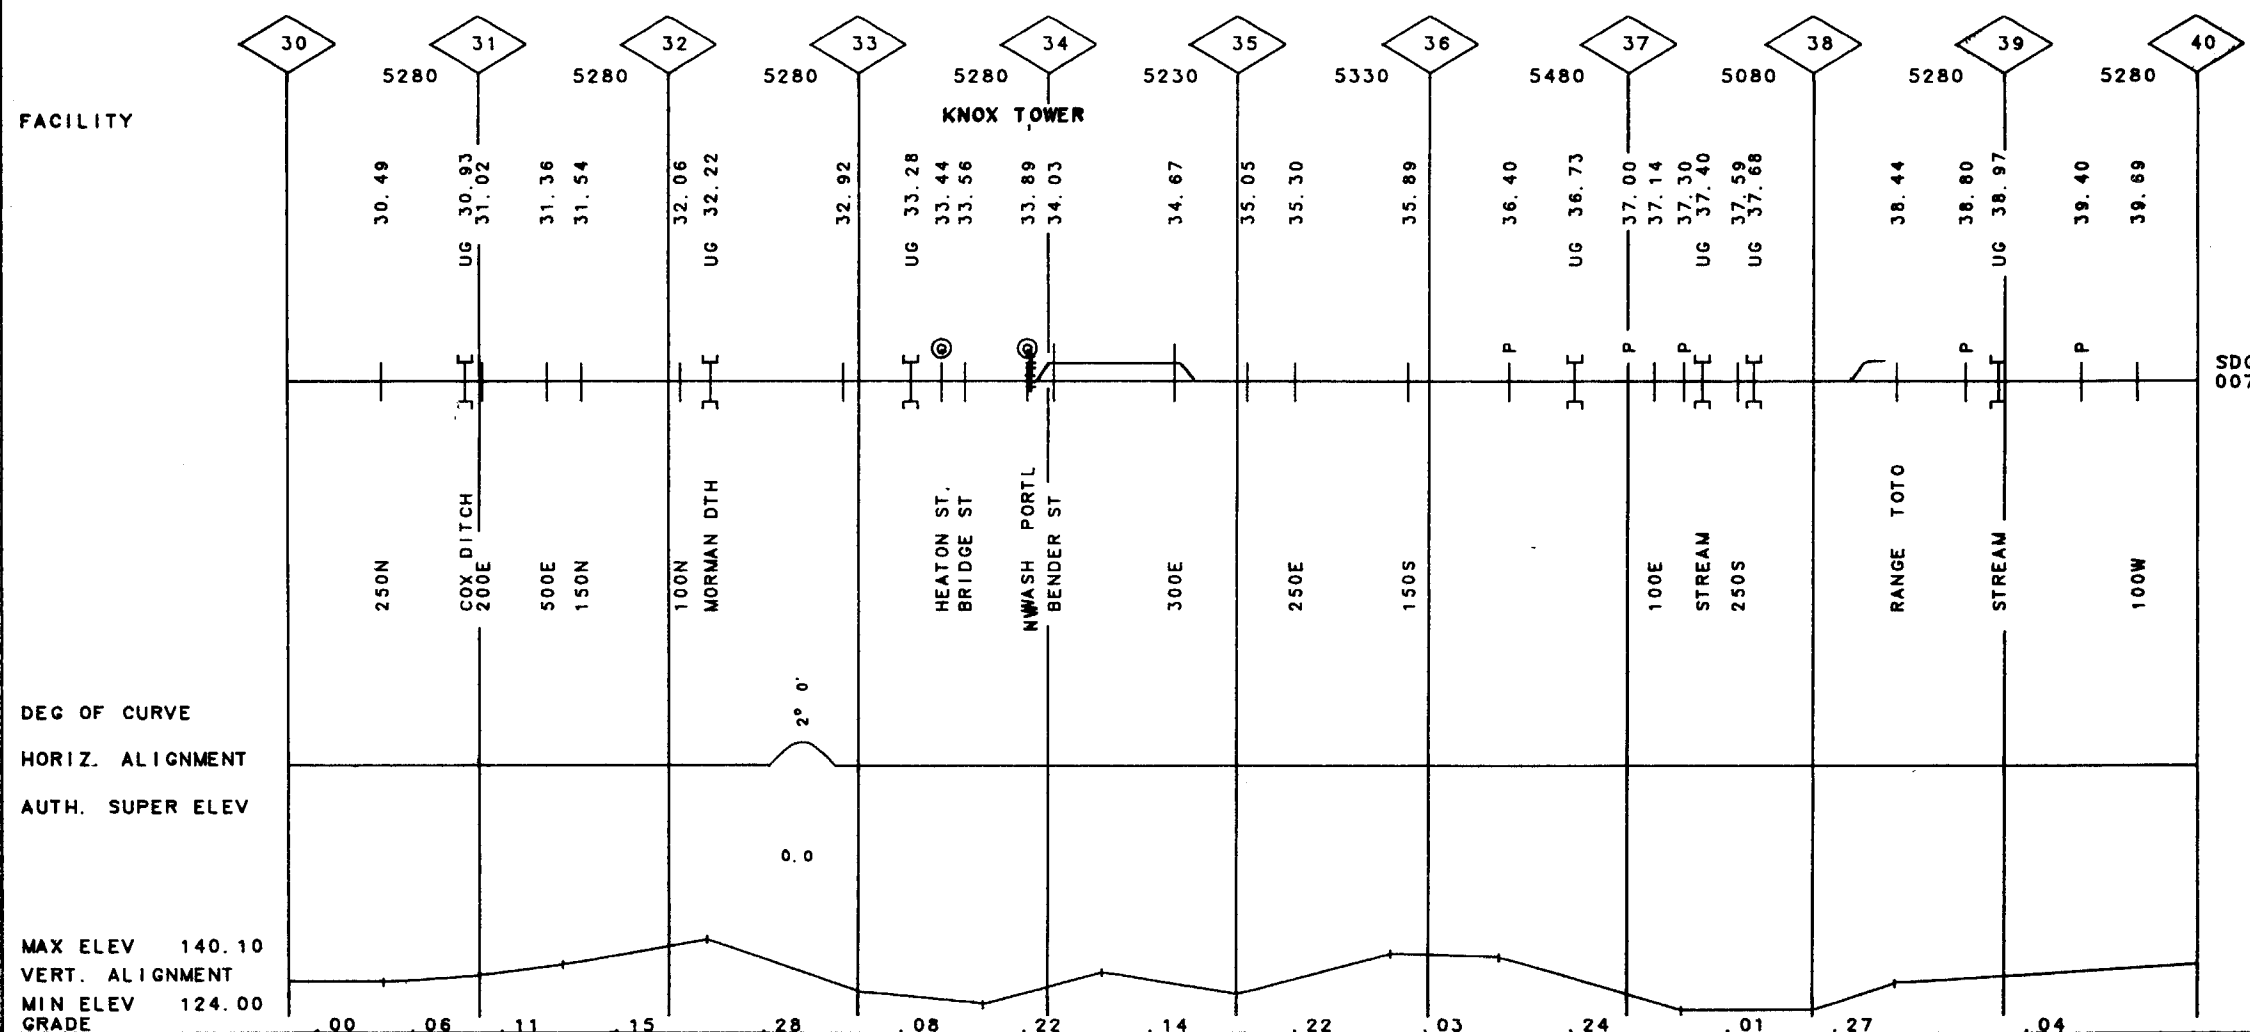 30 31 32 33 34 35 36 37 38 39 40
5280 5280 5280 5280 5230 5330 5480 5080 5280 5280
FACILITY
KNOX TOWER
30.49
UG 30.93
31.02
31.36
31.54
32.06
UG 32.22
32.92
UG 33.28
33.44
33.56
33.89
34.03
34.67
35.05
35.30
35.89
36.40
UG 36.73
37.00
37.14
37.30
UG 37.40
37.59
UG 37.68
38.44
38.80
UG 38.97
39.40
39.69
P P P P P
SDG
007
250N
COX DITCH
200E
500E
150N
100N
MORMAN DTH
HEATON ST.
BRIDGE ST
PORTL
BENDER ST
300E
250E
150S
100E
STREAM
250S
RANGE TOTO
STREAM
100W
DEG OF CURVE
2° 0'
HORIZ. ALIGNMENT
AUTH. SUPER ELEV
0.0
MAX ELEV 140.10
VERT. ALIGNMENT
MIN ELEV 124.00
GRADE .00 .06 .11 .15 .28 .08 .22 .14 .22 .03 .24 .01 .27 .04